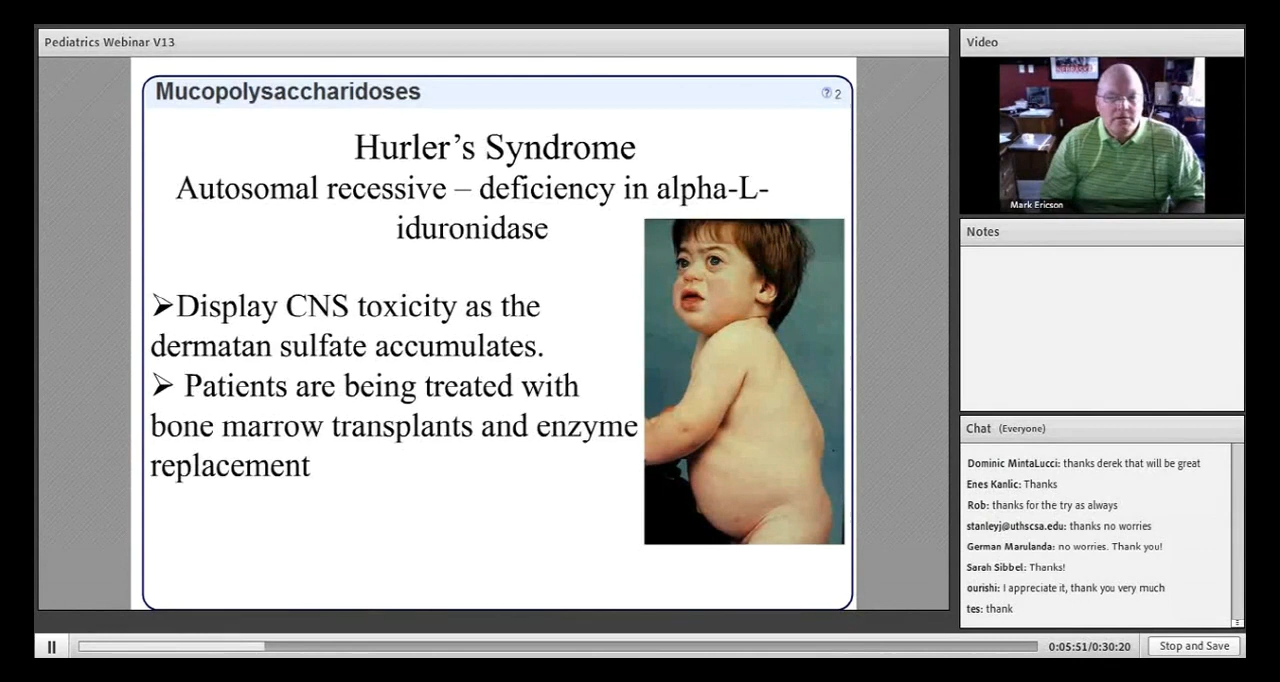 Pediatrics Webinar V13
Mucopolysaccharidoses
2
Hurler's Syndrome
Autosomal recessive – deficiency in alpha-L-
iduronidase
➢Display CNS toxicity as the
dermatan sulfate accumulates.
➢ Patients are being treated with
bone marrow transplants and enzyme
replacement
Video
Mark Ericson
Notes
Chat (Everyone)
Dominic MintaLucci: thanks derek that will be great
Enes Kanlic: Thanks
Rob: thanks for the try as always
stanleyj@uthscsa.edu: thanks no worries
German Marulanda: no worries. Thank you!
Sarah Sibbel: Thanks!
ourishi: I appreciate it, thank you very much
tes: thank
0:05:51/0:30:20
Stop and Save